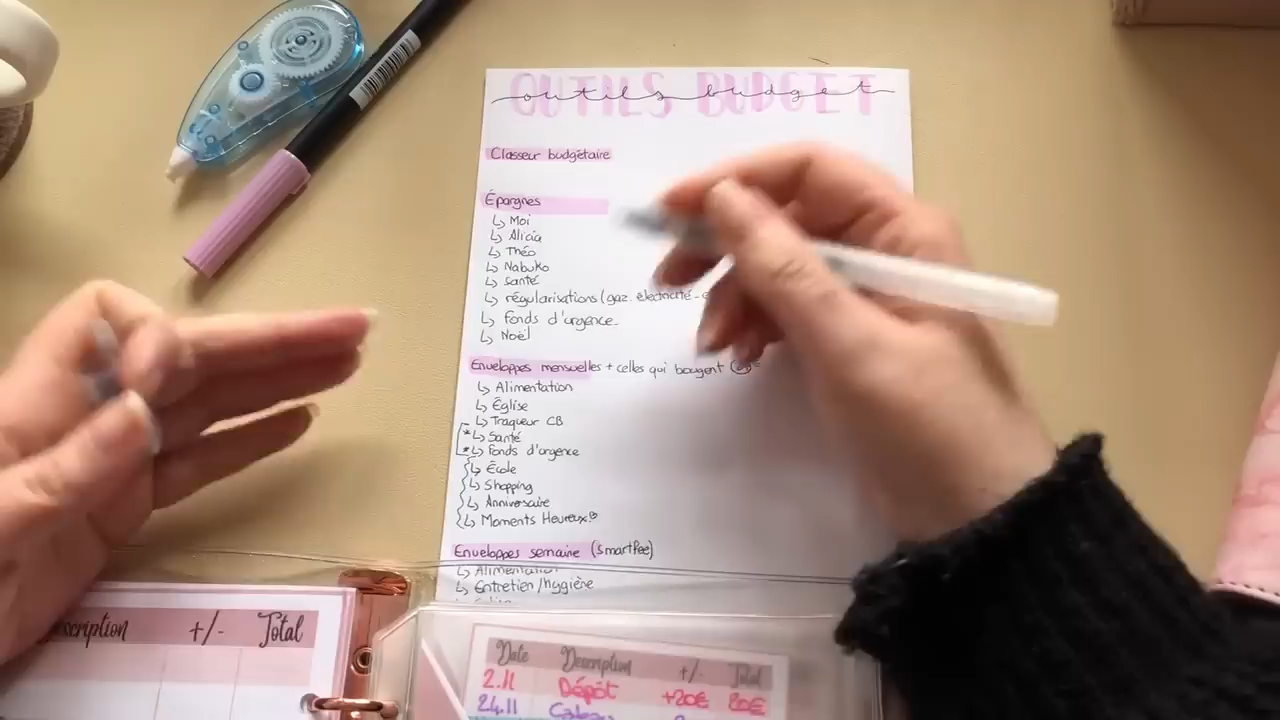 OUTILS BUDGET
outils budget
Classeur budgétaire
Épargnes
↳ Moi
↳ Alicia
↳ Théo
↳ Nabuko
↳ Santé
↳ régularisations (gaz - électricité -
↳ Fonds d'urgence
↳ Noël
Enveloppes mensuelles + celles qui bougent
↳ Alimentation
↳ Église
↳ Traqueur CB
* ↳ Santé
* ↳ Fonds d'urgence
↳ École
↳ Shopping
↳ Anniversaire
↳ Moments Heureux
Enveloppes semaine (smartfee)
↳ Alimentation
↳ Entretien/hygiène
+/- Total
Date Description +/- Total
2.11 Dépôt +20€ 20€
24.11